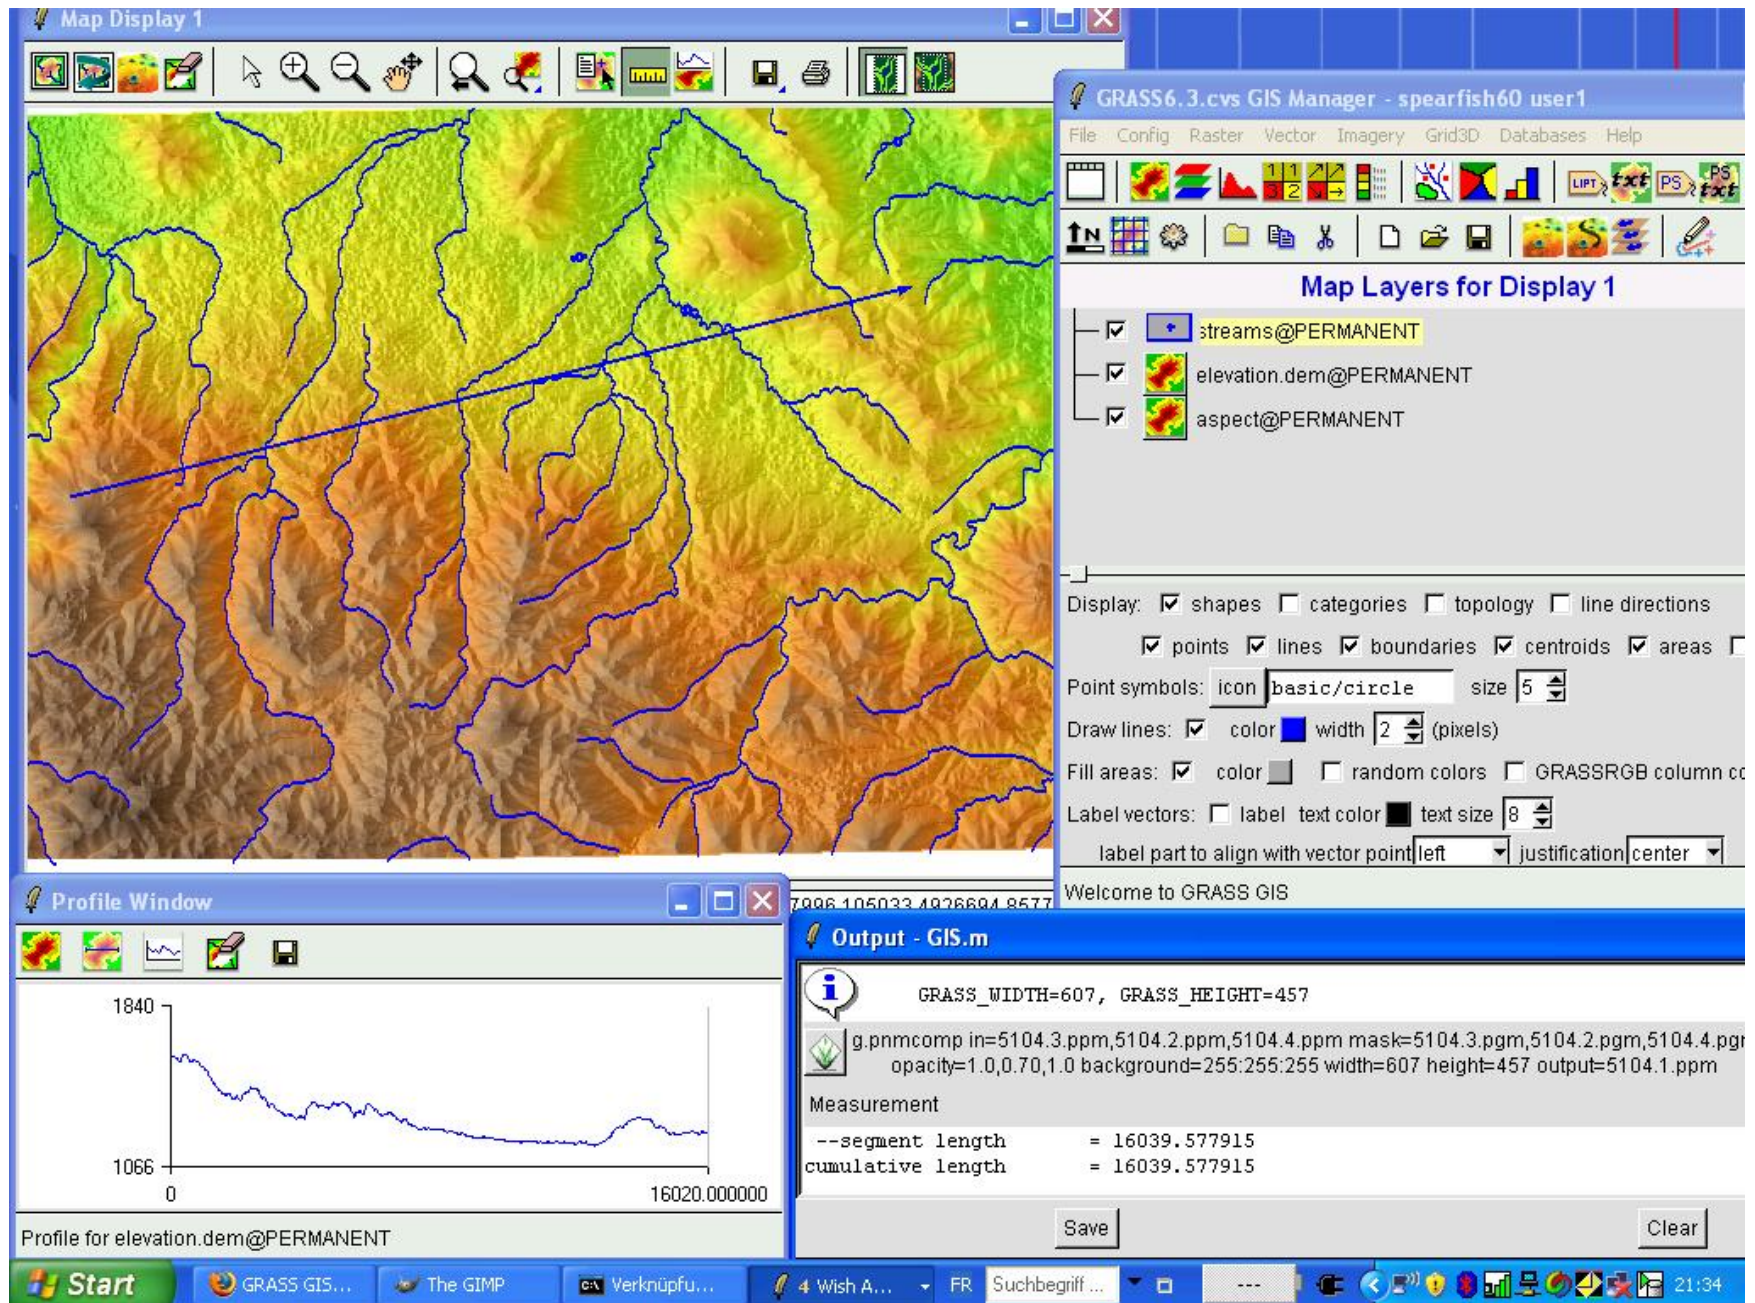 Map Display 1
GRASS6.3.cvs GIS Manager - spearfish60 user1
File Config Raster Vector Imagery Grid3D Databases Help
Map Layers for Display 1
streams@PERMANENT
elevation.dem@PERMANENT
aspect@PERMANENT
Display: shapes categories topology line directions
points lines boundaries centroids areas
Point symbols: icon basic/circle size 5
Draw lines: color width 2 (pixels)
Fill areas: color random colors GRASSRGB column co
Label vectors: label text color text size 8
label part to align with vector point left justification center
Welcome to GRASS GIS
Profile Window
1840
1066
0 16020.000000
Profile for elevation.dem@PERMANENT
Output - GIS.m
GRASS_WIDTH=607, GRASS_HEIGHT=457
g.pnmcomp in=5104.3.ppm,5104.2.ppm,5104.4.ppm mask=5104.3.pgm,5104.2.pgm,5104.4.pgr
opacity=1.0,0.70,1.0 background=255:255:255 width=607 height=457 output=5104.1.ppm
Measurement
--segment length = 16039.577915
cumulative length = 16039.577915
Save Clear
Start GRASS GIS... The GIMP Verknüpfu... 4 Wish A... FR Suchbegriff ... --- 21:34